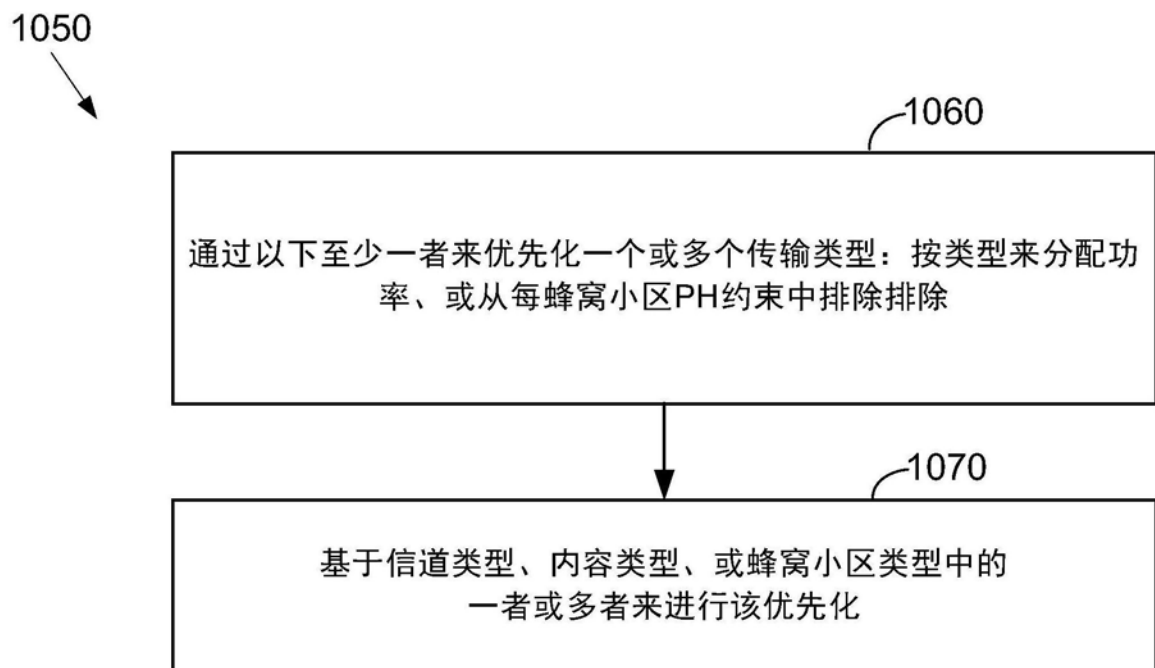 1050
1060
通过以下至少一者来优先化一个或多个传输类型：按类型来分配功
率、或从每蜂窝小区PH约束中排除排除
1070
基于信道类型、内容类型、或蜂窝小区类型中的
一者或多者来进行该优先化